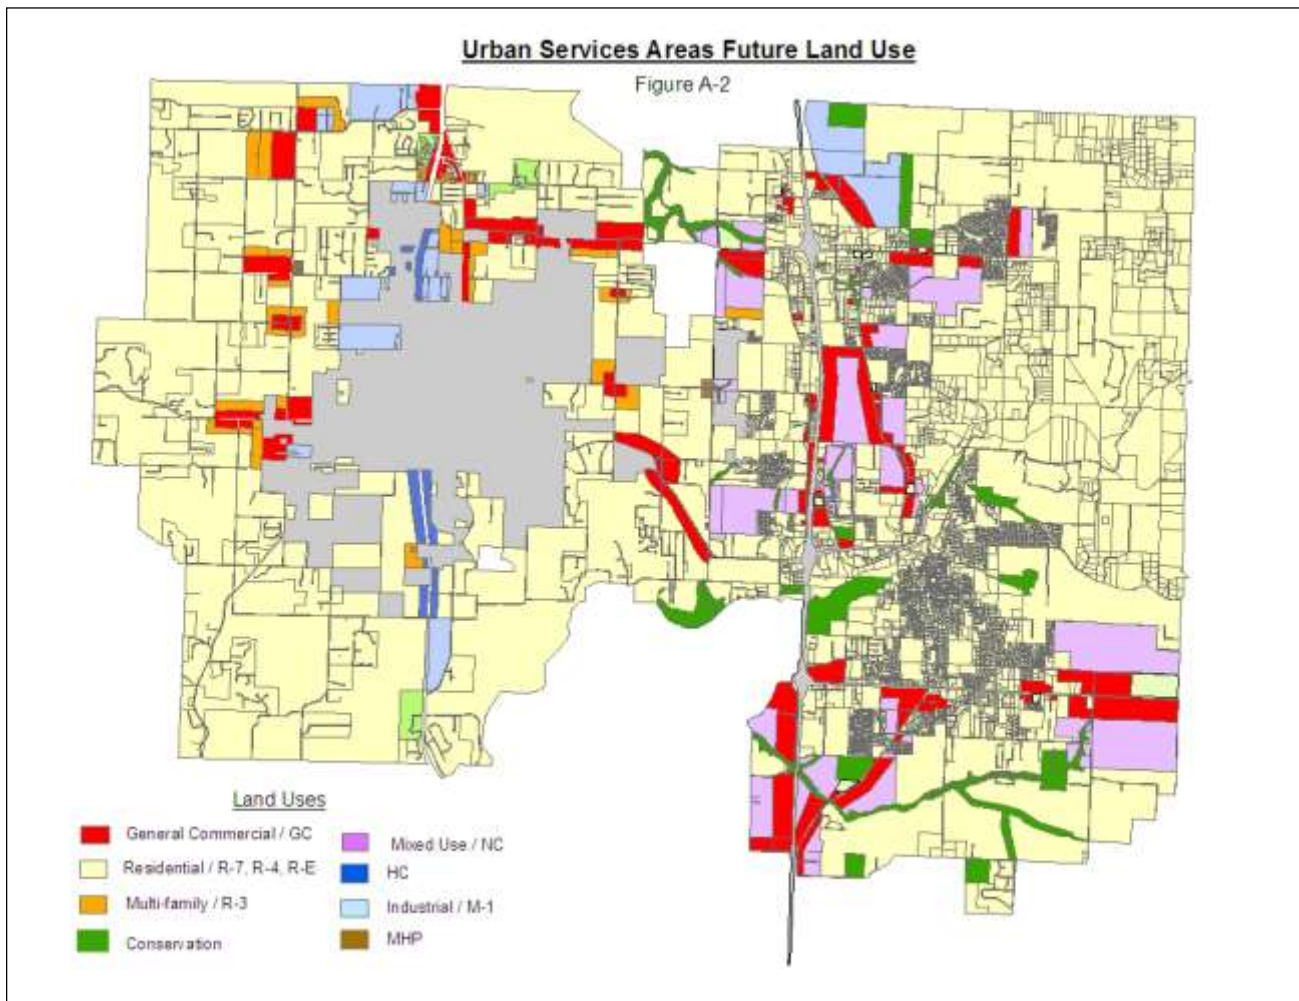 Urban Services Areas Future Land Use
Figure A-2
Land Uses
General Commercial / GC
Residential / R-7, R-4, R-E
Multi-family / R-3
Conservation
Mixed Use / NC
HC
Industrial / M-1
MHP